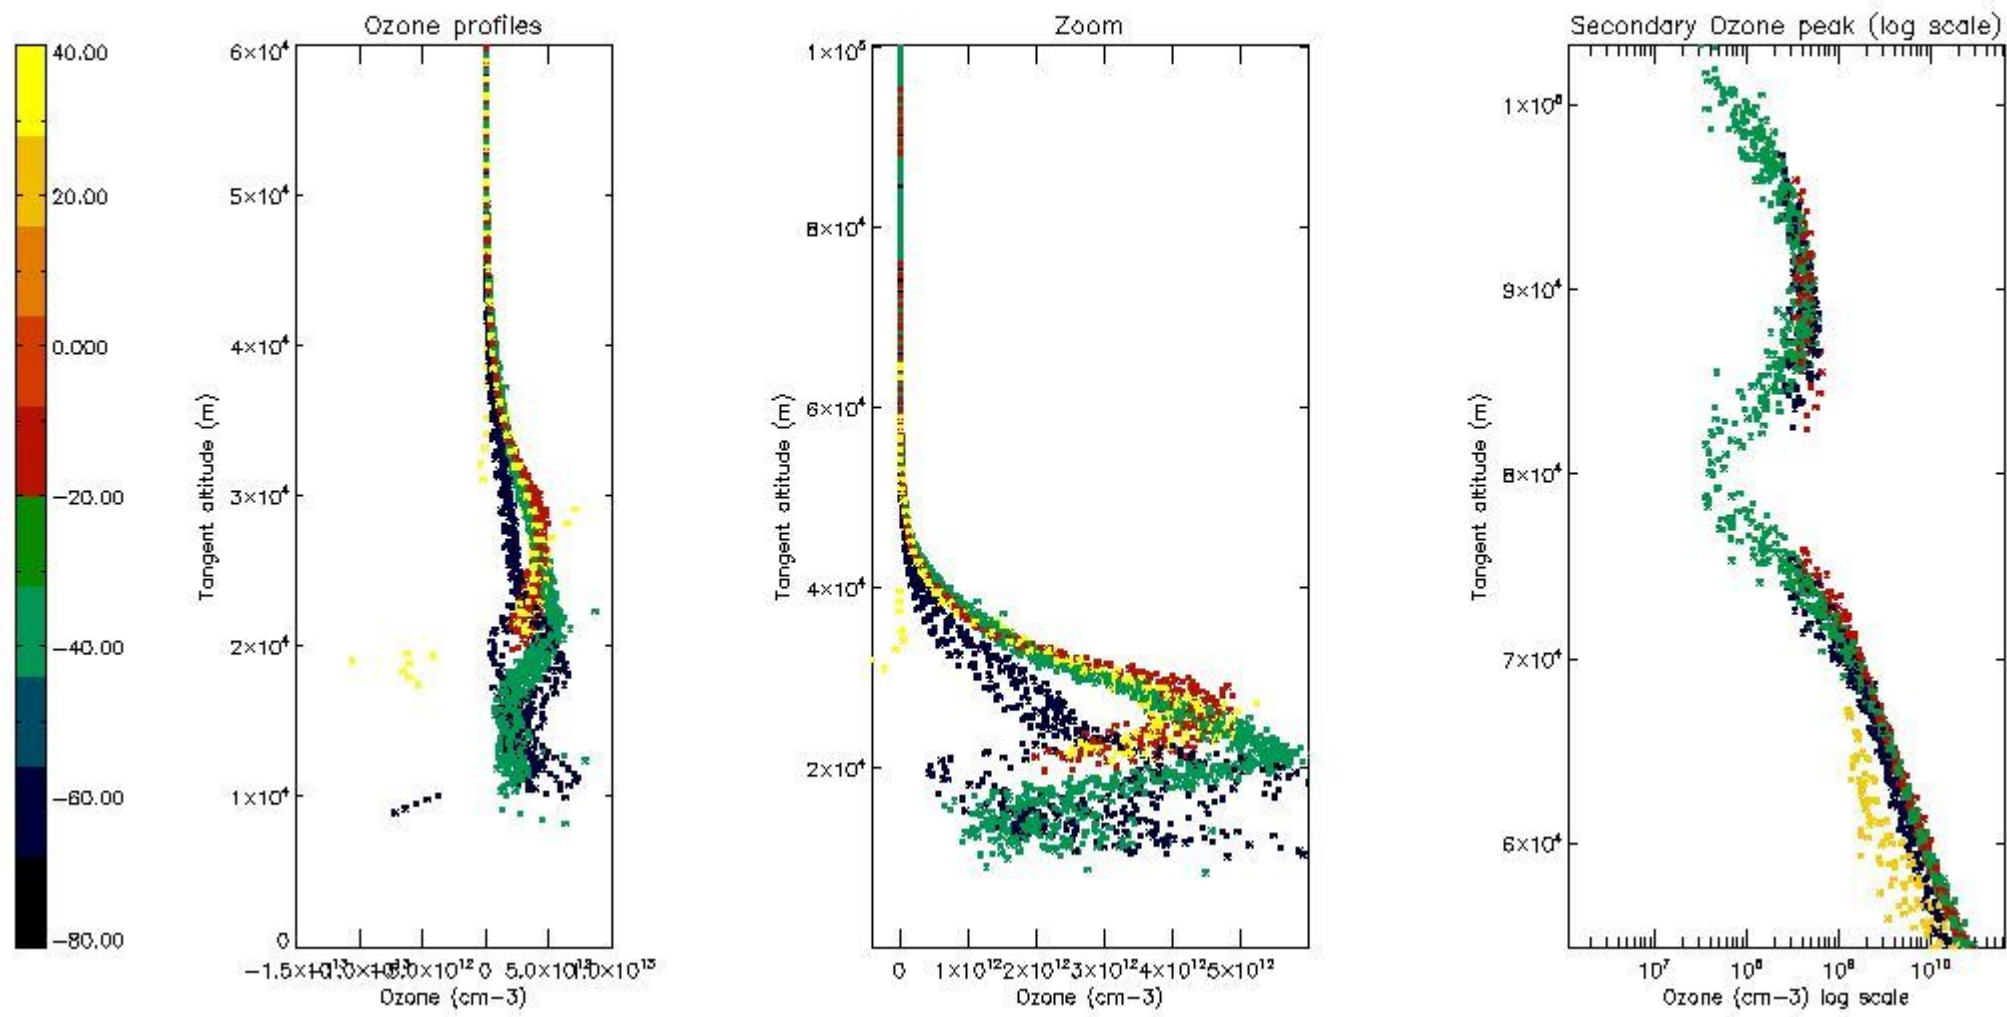 Ozone profiles
Zoom
Secondary Ozone peak (log scale)
40.00
20.00
0.000
−20.00
−40.00
−60.00
−80.00
6×10⁴
5×10⁴
4×10⁴
3×10⁴
2×10⁴
1×10⁴
0
Tangent altitude (m)
0
Ozone (cm−3)
1×10⁵
8×10⁴
6×10⁴
4×10⁴
2×10⁴
Tangent altitude (m)
0 1×10¹² 2×10¹² 3×10¹² 4×10¹² 5×10¹²
Ozone (cm−3)
9×10⁴
8×10⁴
7×10⁴
6×10⁴
Tangent altitude (m)
10⁷ 10¹⁰
Ozone (cm−3) log scale